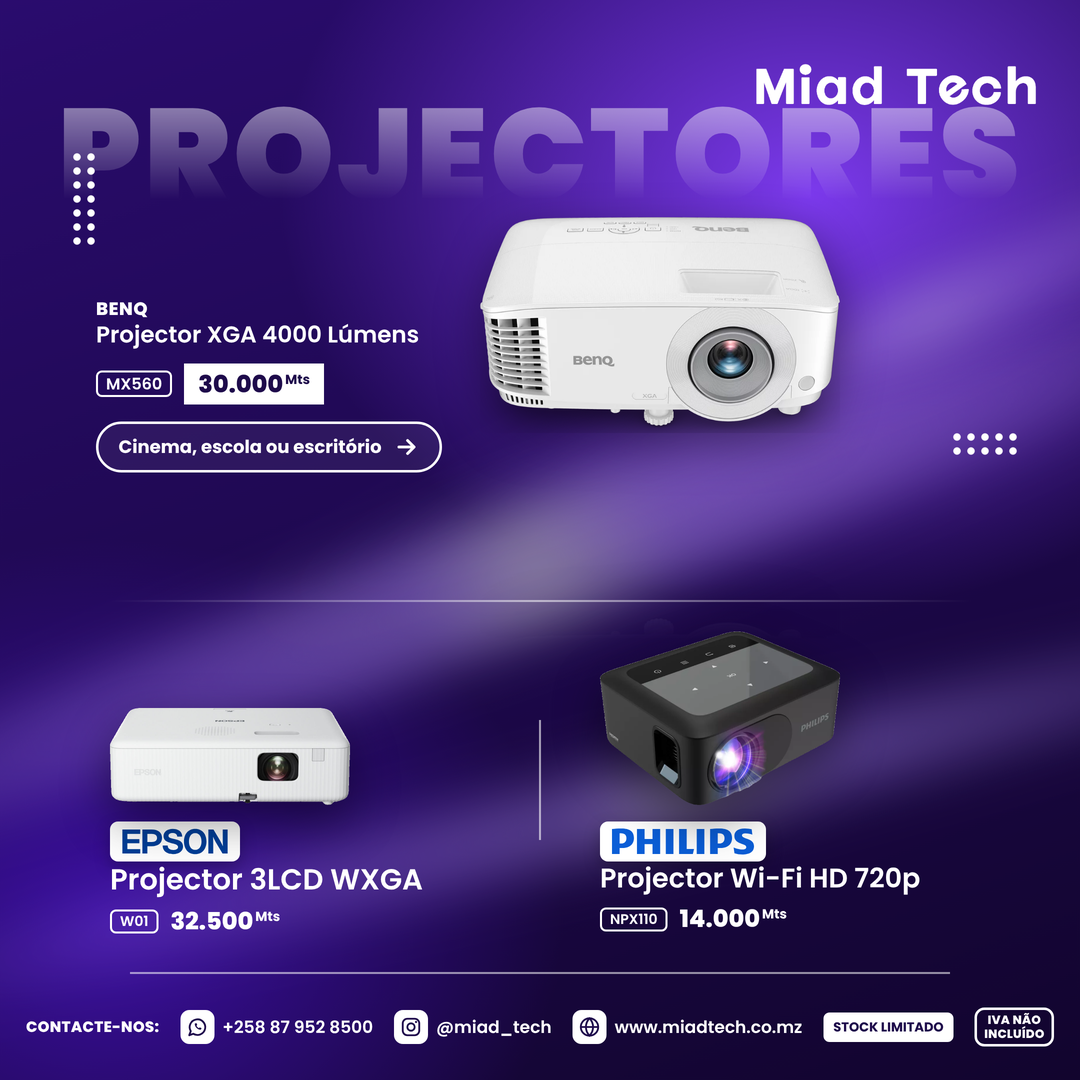 Miad Tech
PROJECTORES
BENQ
Projector XGA 4000 Lúmens
MX560
30.000 Mts
Cinema, escola ou escritório
BenQ
BenQ
XGA
EPSON
EPSON
EPSON
Projector 3LCD WXGA
W01
32.500 Mts
PHILIPS
PHILIPS
Projector Wi-Fi HD 720p
NPX110
14.000 Mts
CONTACTE-NOS:
+258 87 952 8500
@miad_tech
www.miadtech.co.mz
STOCK LIMITADO
IVA NÃO
INCLUÍDO